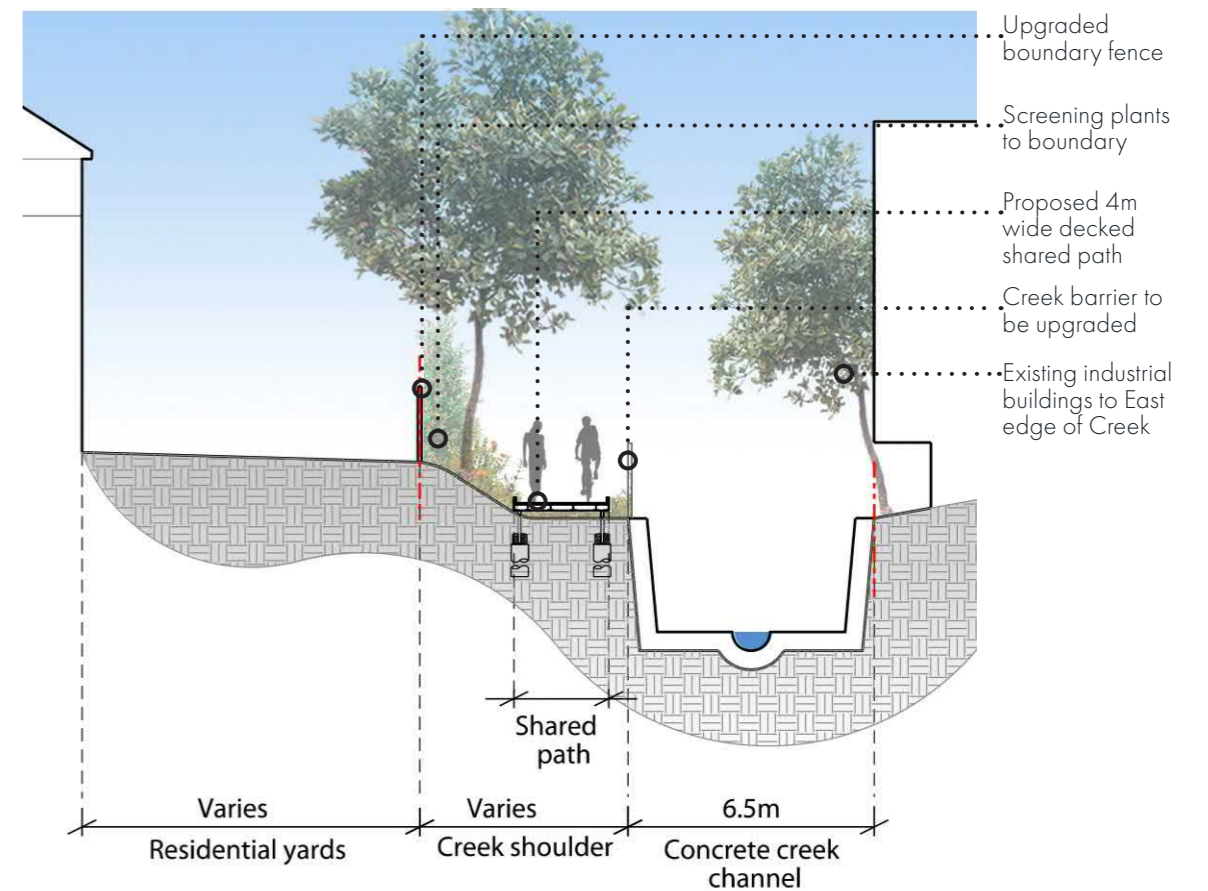 Upgraded
boundary fence
Screening plants
to boundary
Proposed 4m
wide decked
shared path
Creek barrier to
be upgraded
Existing industrial
buildings to East
edge of Creek
Shared
path
Varies
Residential yards
Varies
Creek shoulder
6.5m
Concrete creek
channel